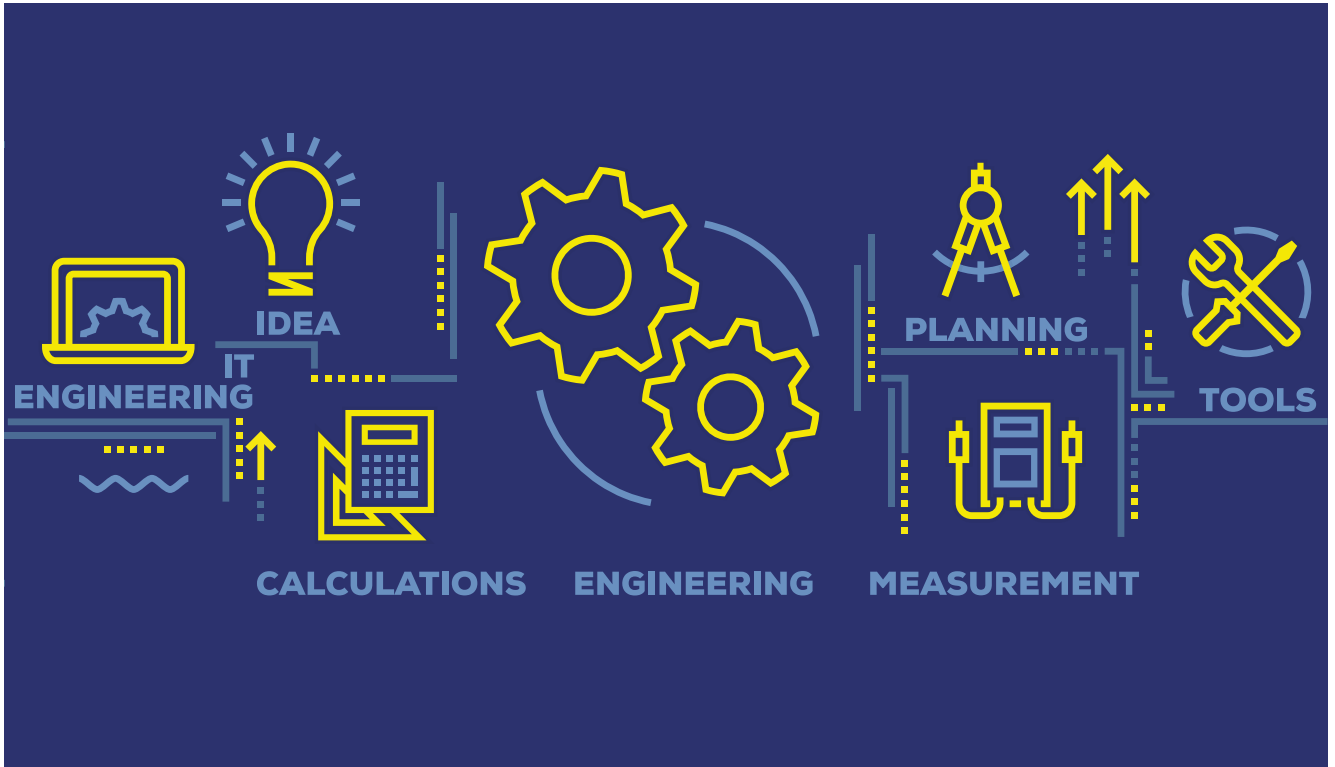 IDEA
IT
ENGINEERING
CALCULATIONS
ENGINEERING
PLANNING
TOOLS
MEASUREMENT